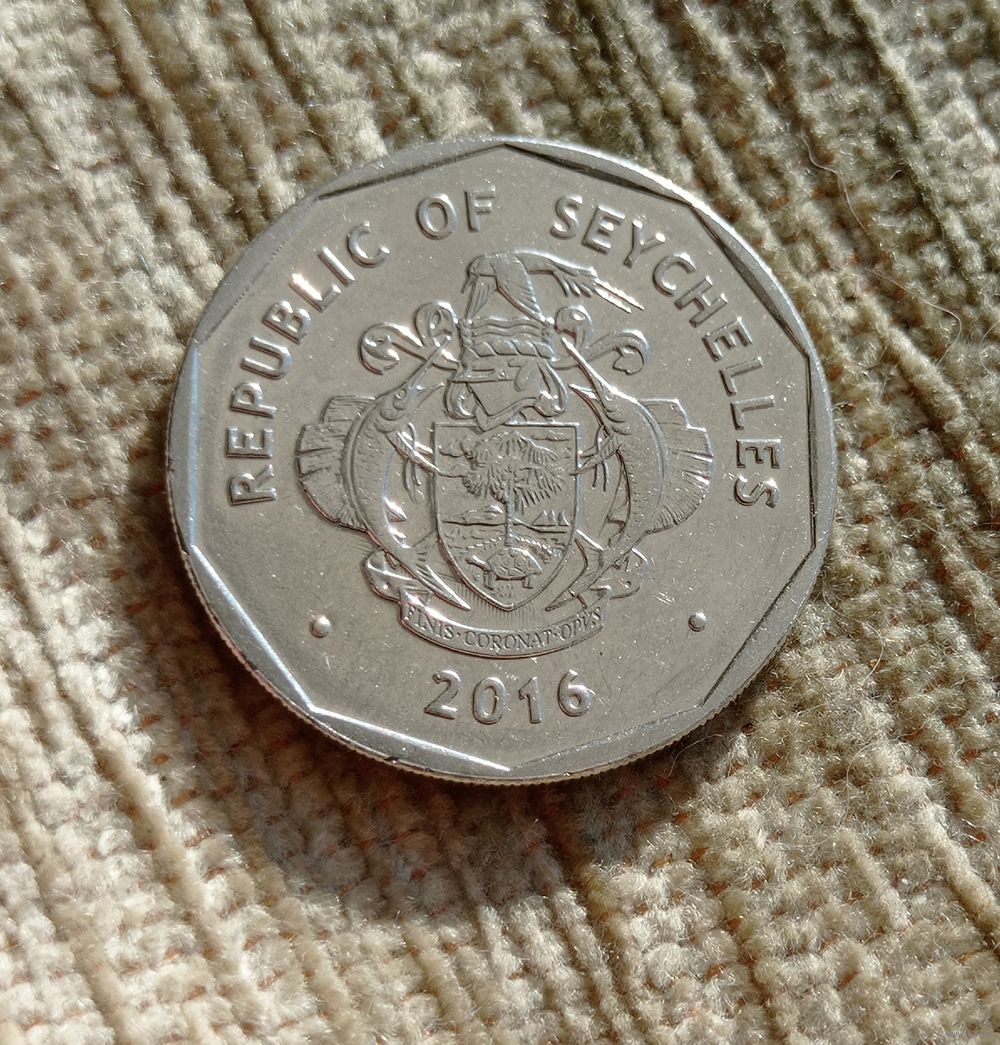 REPUBLIC OF SEYCHELLES
FINIS·CORONAT·OPUS
2016